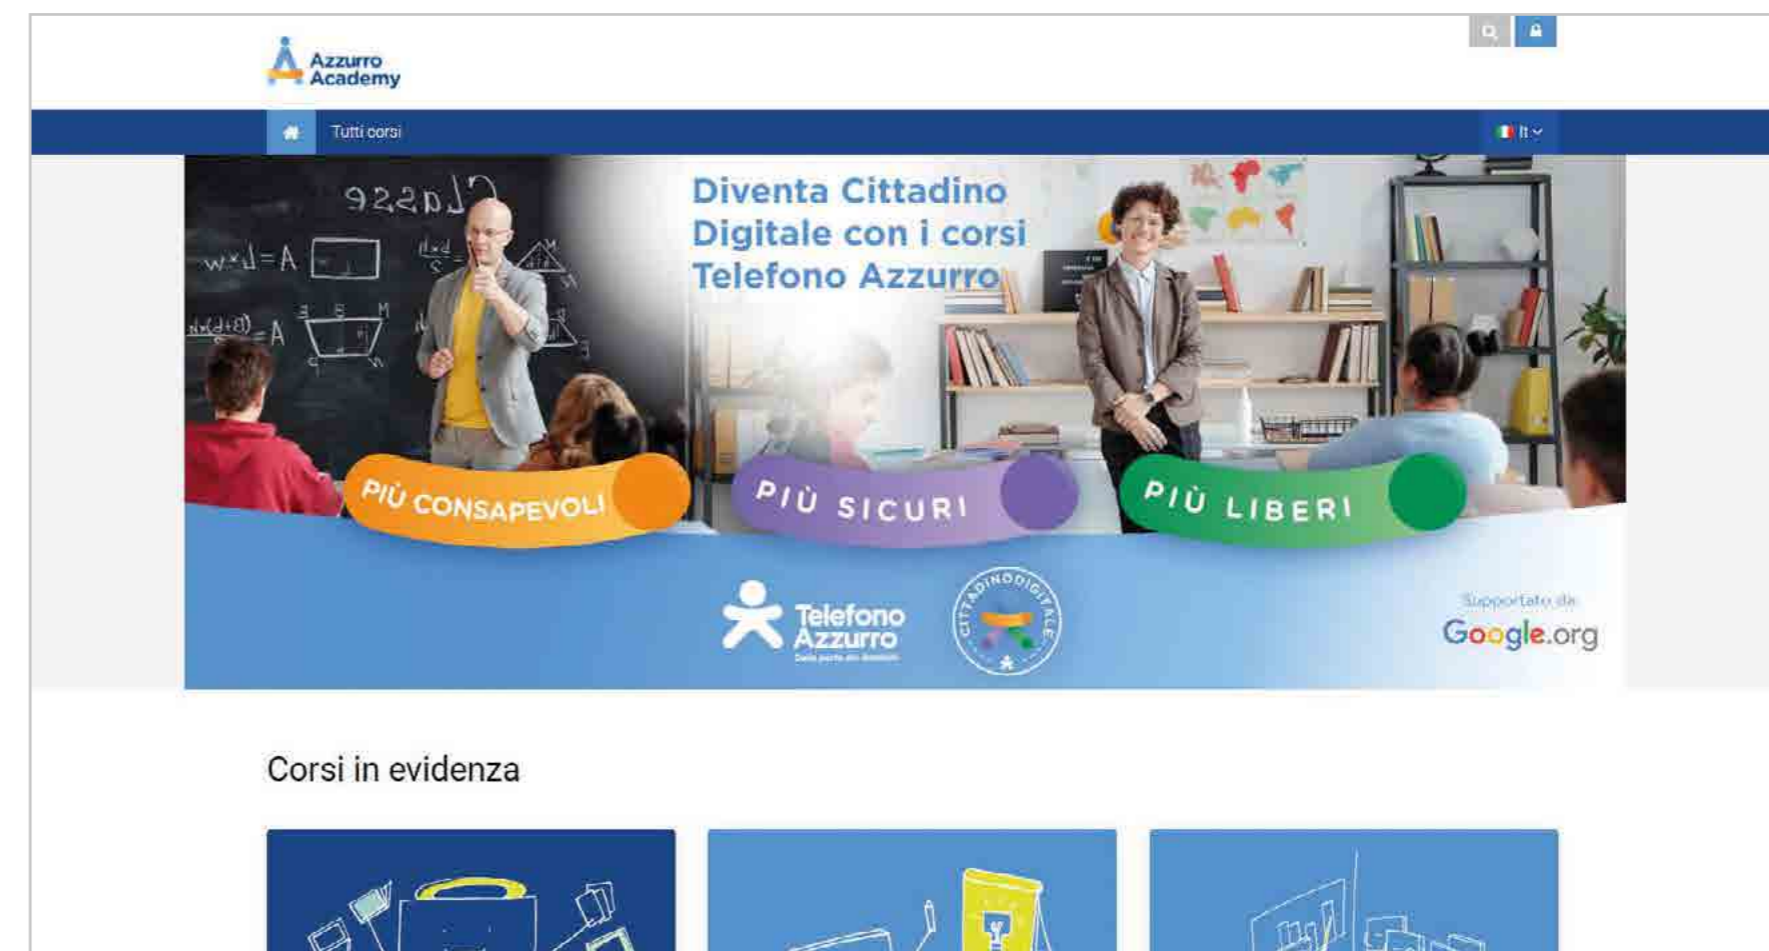 Azzurro
Academy
Tutti corsi
It
Diventa Cittadino
Digitale con i corsi
Telefono Azzurro
PIÙ CONSAPEVOLI
PIÙ SICURI
PIÙ LIBERI
Telefono
Azzurro
CITTADINODIGITALE
Supportato da
Google.org
Corsi in evidenza